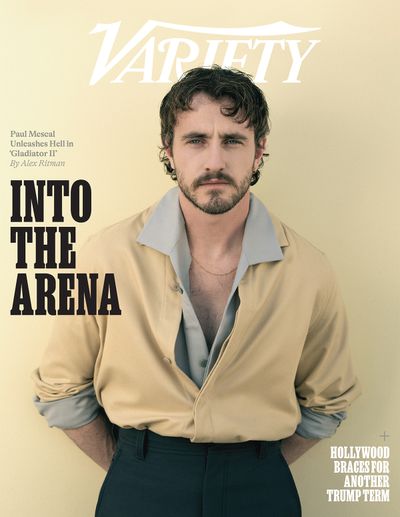 VARIETY
Paul Mescal
Unleashes Hell in
‘Gladiator II’
By Alex Ritman
INTO
THE
ARENA
+
HOLLYWOOD
BRACES FOR
ANOTHER
TRUMP TERM